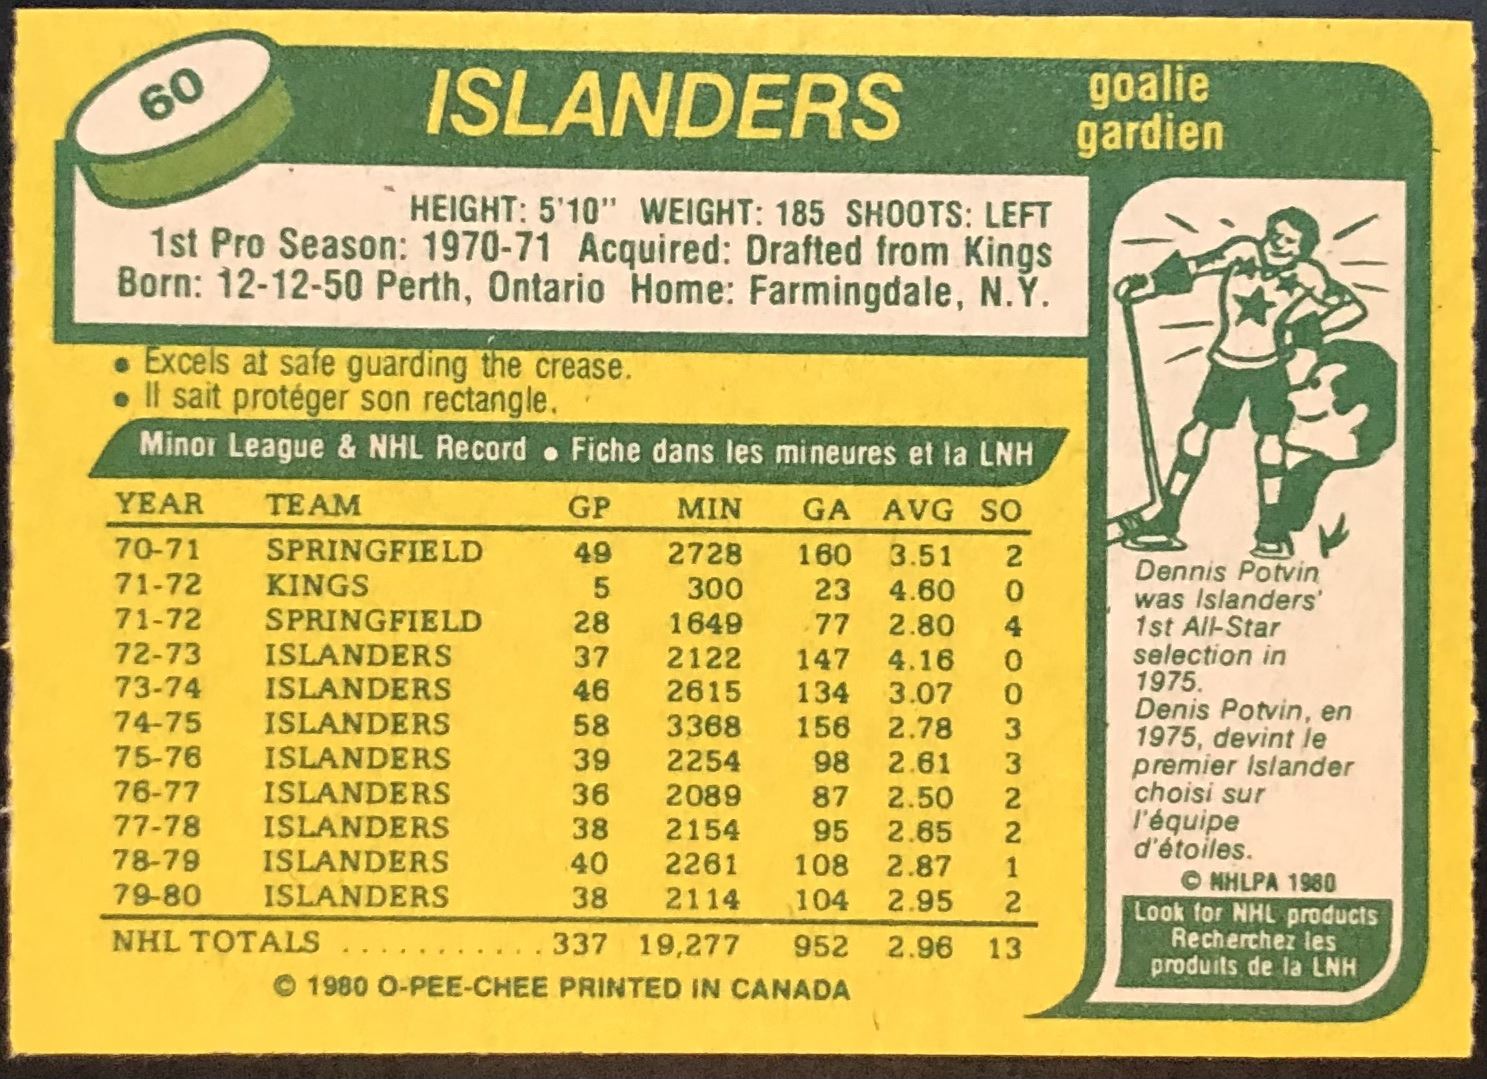 60
ISLANDERS
goalie
gardien
HEIGHT: 5'10" WEIGHT: 185 SHOOTS: LEFT
1st Pro Season: 1970-71 Acquired: Drafted from Kings
Born: 12-12-50 Perth, Ontario Home: Farmingdale, N.Y.
• Excels at safe guarding the crease.
• Il sait protéger son rectangle.
Minor League & NHL Record • Fiche dans les mineures et la LNH
YEAR TEAM GP MIN GA AVG SO
70-71 SPRINGFIELD 49 2728 160 3.51 2
71-72 KINGS 5 300 23 4.60 0
71-72 SPRINGFIELD 28 1649 77 2.80 4
72-73 ISLANDERS 37 2122 147 4.16 0
73-74 ISLANDERS 46 2615 134 3.07 0
74-75 ISLANDERS 58 3368 156 2.78 3
75-76 ISLANDERS 39 2254 98 2.61 3
76-77 ISLANDERS 36 2089 87 2.50 2
77-78 ISLANDERS 38 2154 95 2.65 2
78-79 ISLANDERS 40 2261 108 2.87 1
79-80 ISLANDERS 38 2114 104 2.95 2
NHL TOTALS ............ 337 19,277 952 2.96 13
© 1980 O-PEE-CHEE PRINTED IN CANADA
Dennis Potvin
was Islanders'
1st All-Star
selection in
1975.
Denis Potvin, en
1975, devint le
premier Islander
choisi sur
l'équipe
d'étoiles.
© NHLPA 1980
Look for NHL products
Recherchez les
produits de la LNH